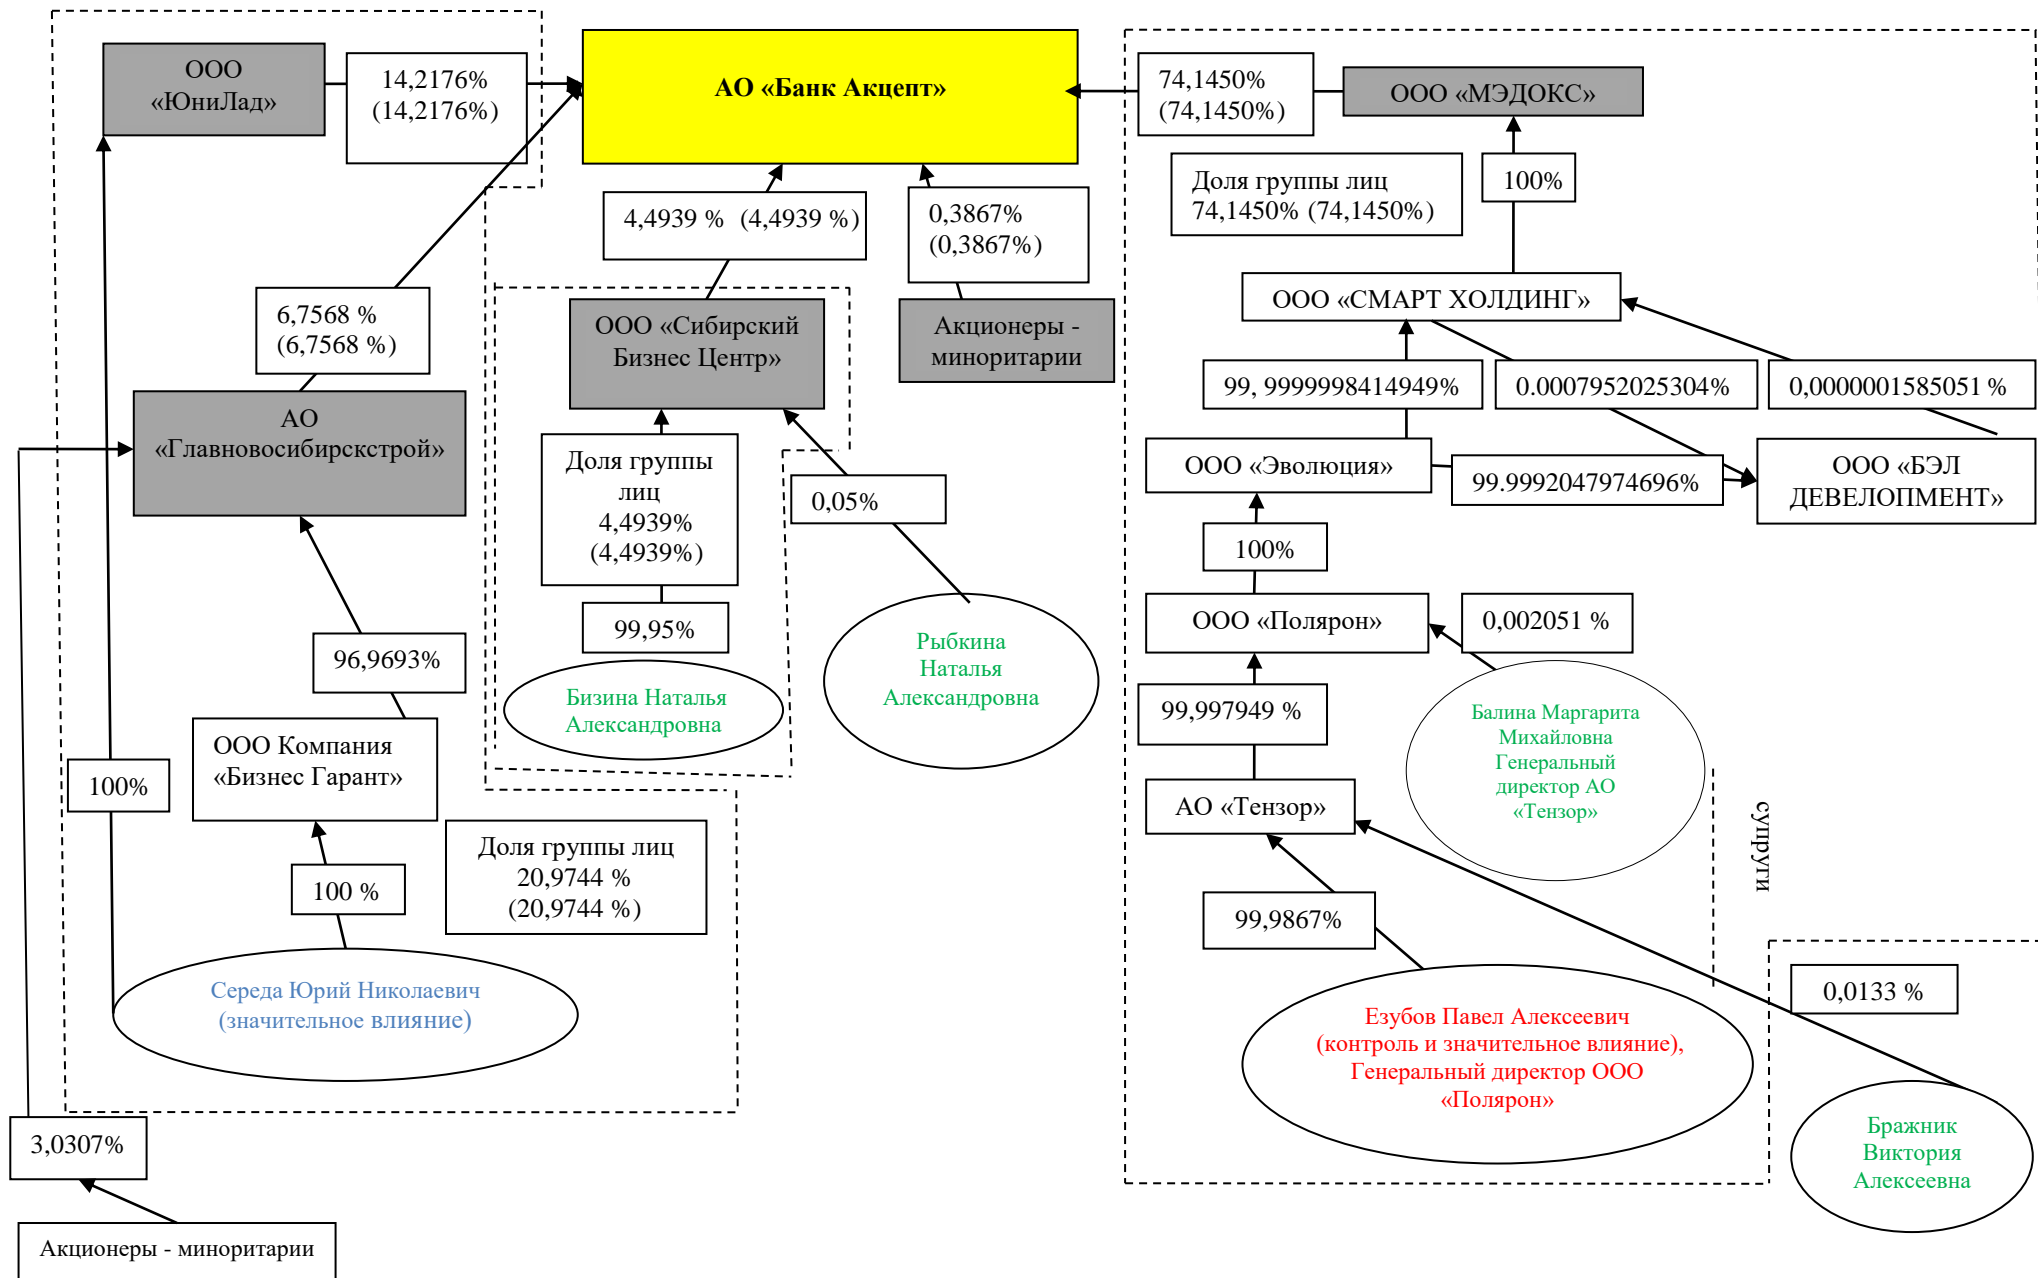 ООО
«ЮниЛад»
14,2176%
(14,2176%)
АО «Банк Акцепт»
74,1450%
(74,1450%)
ООО «МЭДОКС»
Доля группы лиц
74,1450% (74,1450%)
100%
4,4939 % (4,4939 %)
0,3867%
(0,3867%)
6,7568 %
(6,7568 %)
ООО «Сибирский
Бизнес Центр»
Акционеры -
миноритарии
ООО «СМАРТ ХОЛДИНГ»
99, 9999998414949%
0.0007952025304%
0,0000001585051 %
АО
«Главновосибирскстрой»
Доля группы
лиц
4,4939%
(4,4939%)
0,05%
ООО «Эволюция»
99.9992047974696%
ООО «БЭЛ
ДЕВЕЛОПМЕНТ»
100%
99,95%
96,9693%
Бизина Наталья
Александровна
Рыбкина
Наталья
Александровна
ООО «Полярон»
0,002051 %
99,997949 %
Балина Маргарита
Михайловна
Генеральный
директор АО
«Тензор»
ООО Компания
«Бизнес Гарант»
100%
АО «Тензор»
супруги
Доля группы лиц
20,9744 %
(20,9744 %)
100 %
99,9867%
Середа Юрий Николаевич
(значительное влияние)
0,0133 %
Езубов Павел Алексеевич
(контроль и значительное влияние),
Генеральный директор ООО
«Полярон»
3,0307%
Бражник
Виктория
Алексеевна
Акционеры - миноритарии